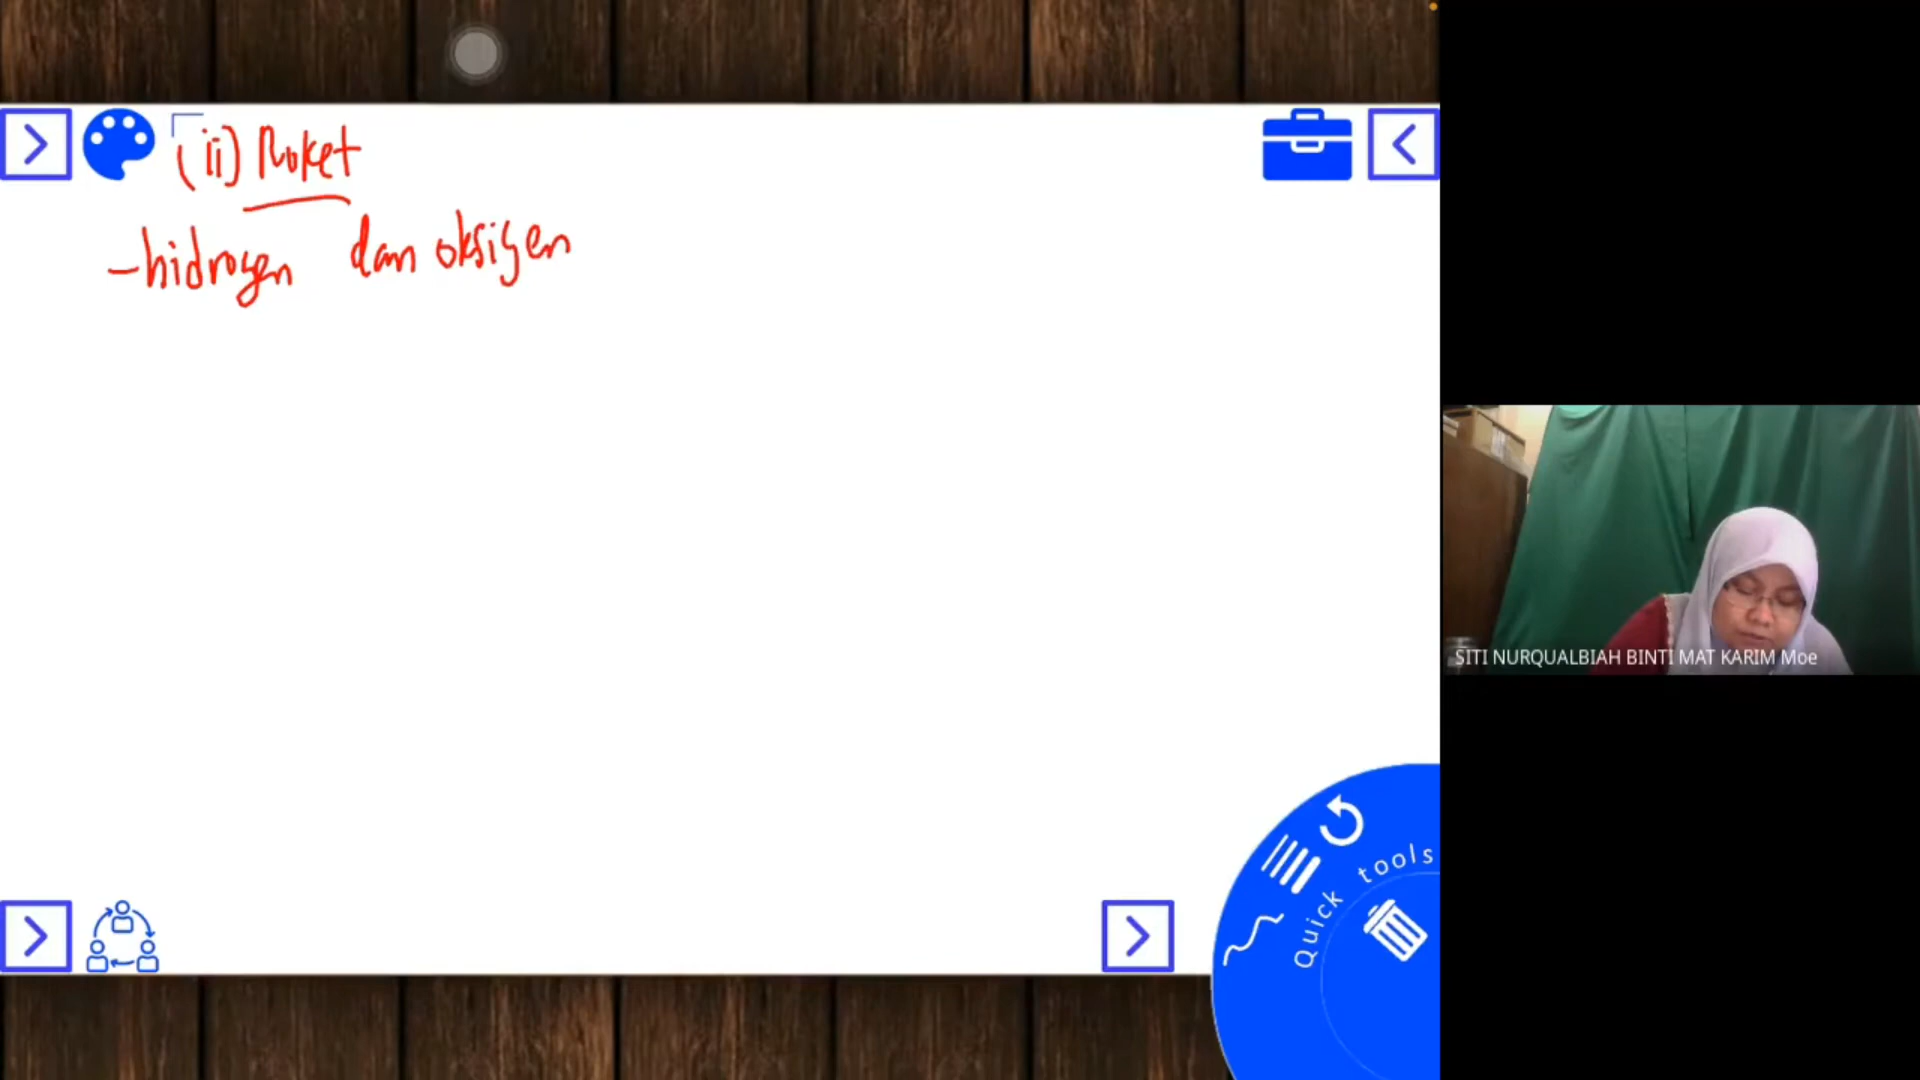 (ii) Roket
-hidrogen dan oksigen
SITI NURQUALBIAH BINTI MAT KARIM Moe
Quick tools